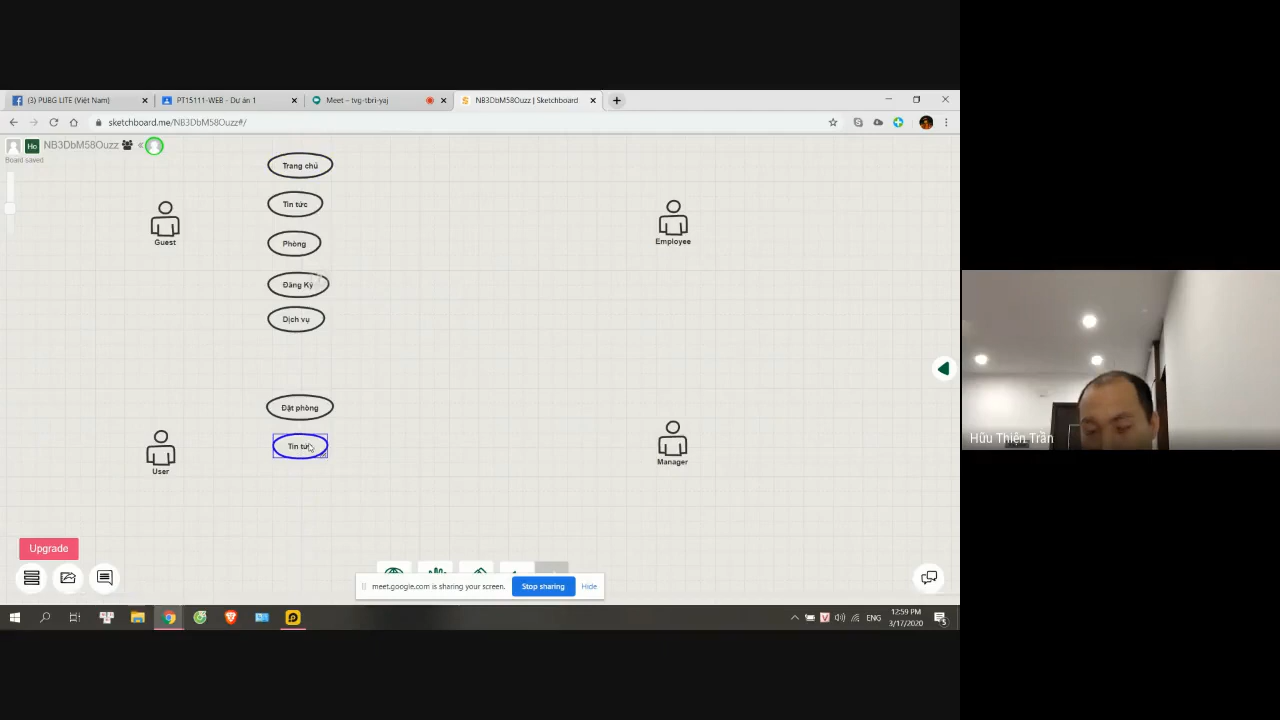 (3) PUBG LITE (Việt Nam)
PT15111-WEB - Dự án 1
Meet – tvg-tbri-yaj
NB3DbM58Ouzz | Sketchboard
sketchboard.me/NB3DbM58Ouzz#/
Ho
NB3DbM58Ouzz
Board saved
Trang chủ
Tin tức
Phòng
Đăng Ký
Dịch vụ
Guest
Employee
Đặt phòng
Tin tức
User
Manager
Hữu Thiện Trần
Upgrade
meet.google.com is sharing your screen.
Stop sharing
Hide
ENG
12:59 PM
3/17/2020
5